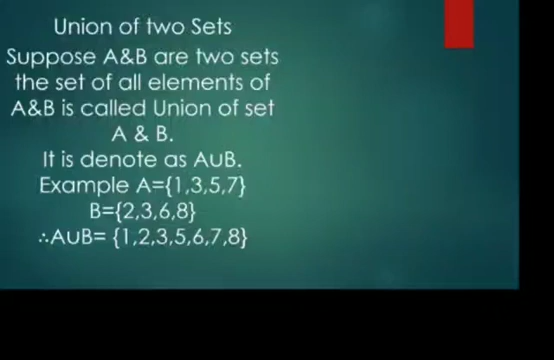 Union of two Sets
Suppose A&B are two sets
the set of all elements of
A&B is called Union of set
A & B.
It is denote as A∪B.
Example A={1,3,5,7}
B={2,3,6,8}
∴A∪B= {1,2,3,5,6,7,8}